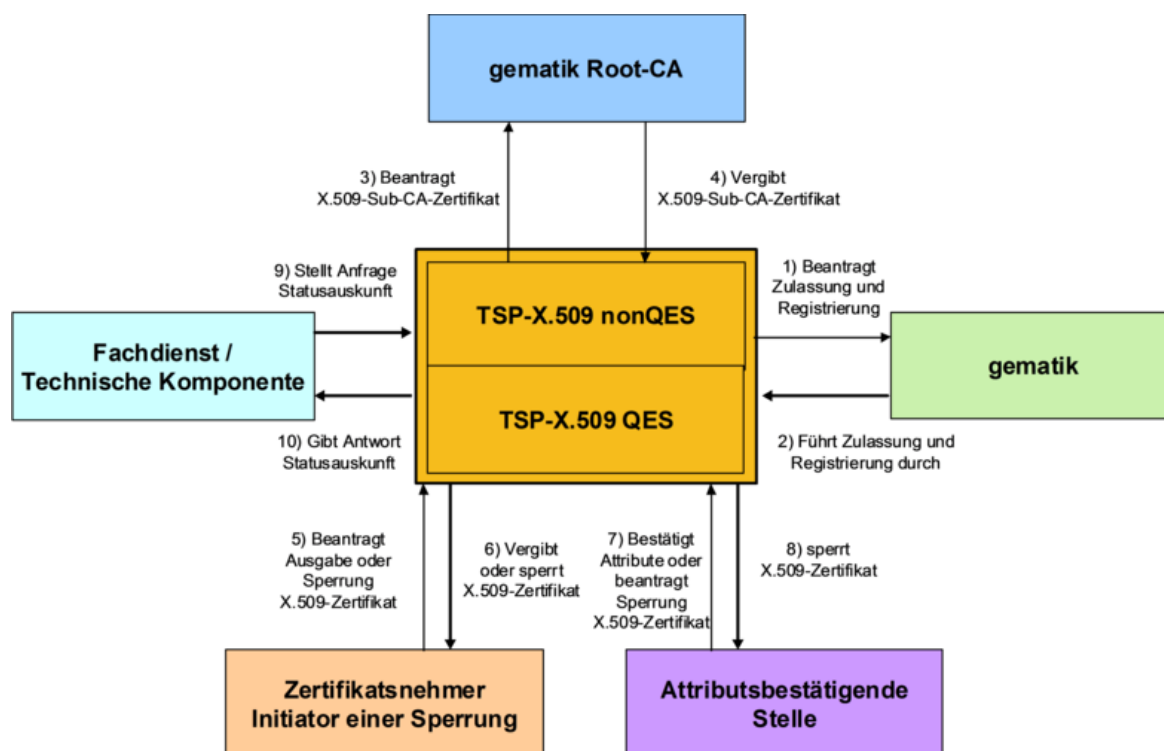 gematik Root-CA
3) Beantragt
X.509-Sub-CA-Zertifikat
4) Vergibt
X.509-Sub-CA-Zertifikat
9) Stellt Anfrage
Statusauskunft
1) Beantragt
Zulassung und
Registrierung
TSP-X.509 nonQES
Fachdienst /
Technische Komponente
gematik
TSP-X.509 QES
10) Gibt Antwort
Statusauskunft
2) Führt Zulassung und
Registrierung durch
5) Beantragt
Ausgabe oder
Sperrung
X.509-Zertifikat
6) Vergibt
oder sperrt
X.509-Zertifikat
7) Bestätigt
Attribute oder
beantragt
Sperrung
X.509-Zertifikat
8) sperrt
X.509-Zertifikat
Zertifikatsnehmer
Initiator einer Sperrung
Attributsbestätigende
Stelle